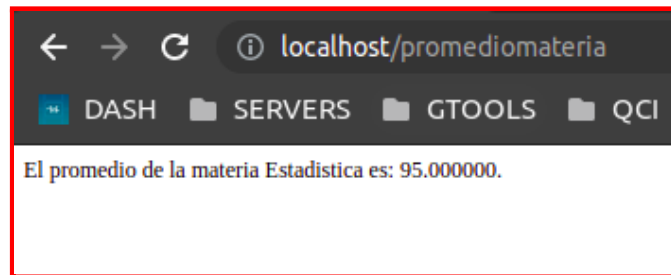 localhost/promediomateria
DASH SERVERS GTOOLS QCI
El promedio de la materia Estadistica es: 95.000000.